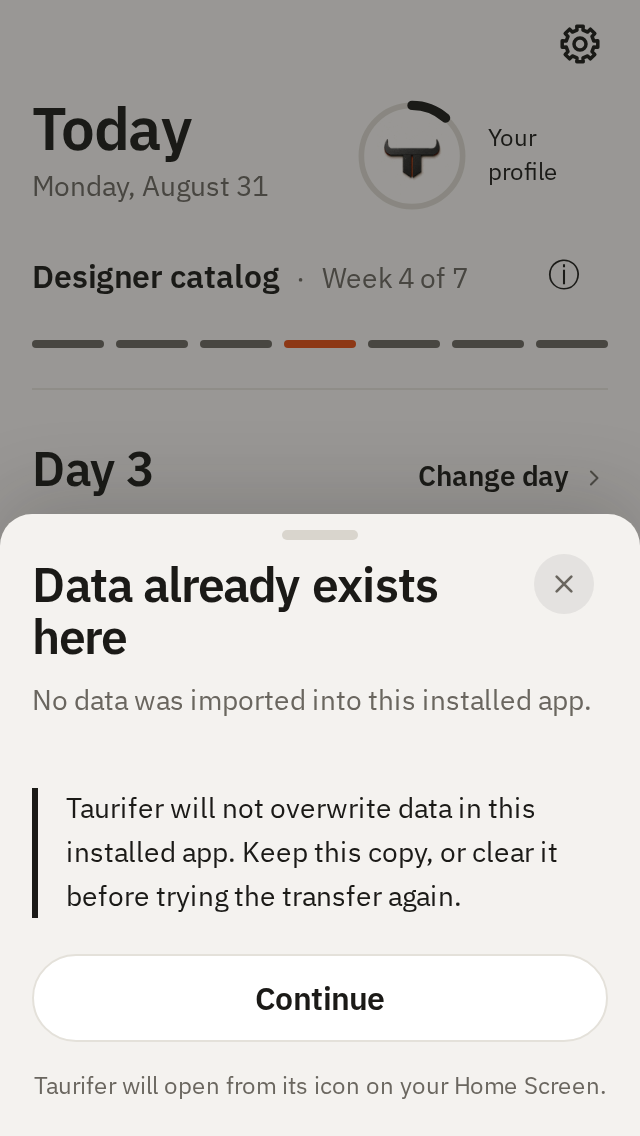 Today
Monday, August 31
Your
profile
Designer catalog · Week 4 of 7
Day 3
Change day
Data already exists
here
No data was imported into this installed app.
Taurifer will not overwrite data in this
installed app. Keep this copy, or clear it
before trying the transfer again.
Continue
Taurifer will open from its icon on your Home Screen.